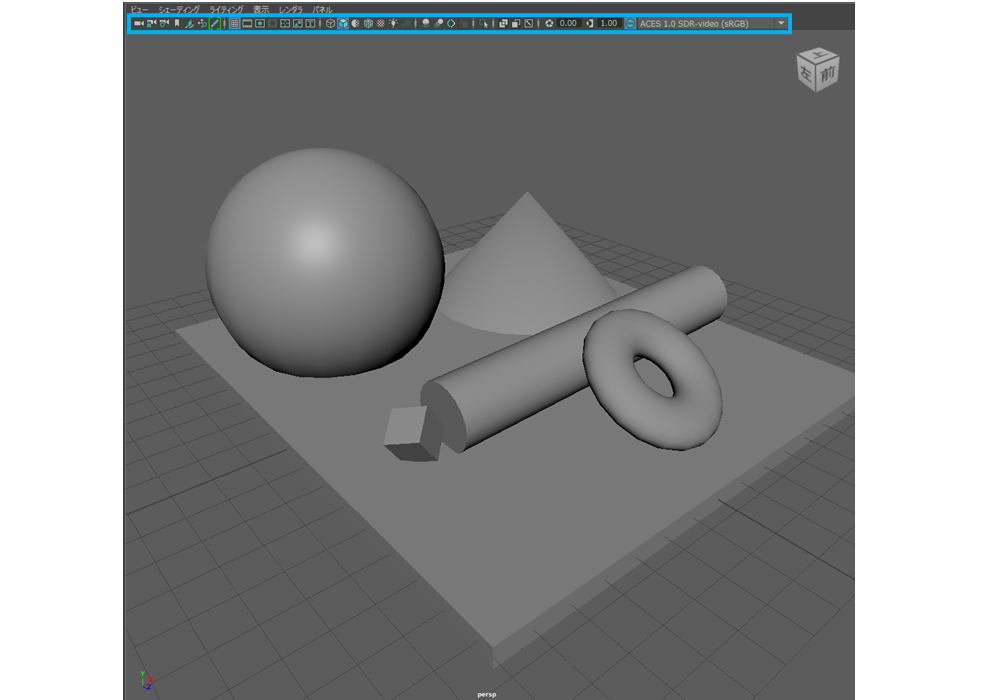 ビュー シェーディング ライティング 表示 レンダラ パネル
0.00 1.00 ACES 1.0 SDR-video (sRGB)
上
左 前
Y
X
Z
persp